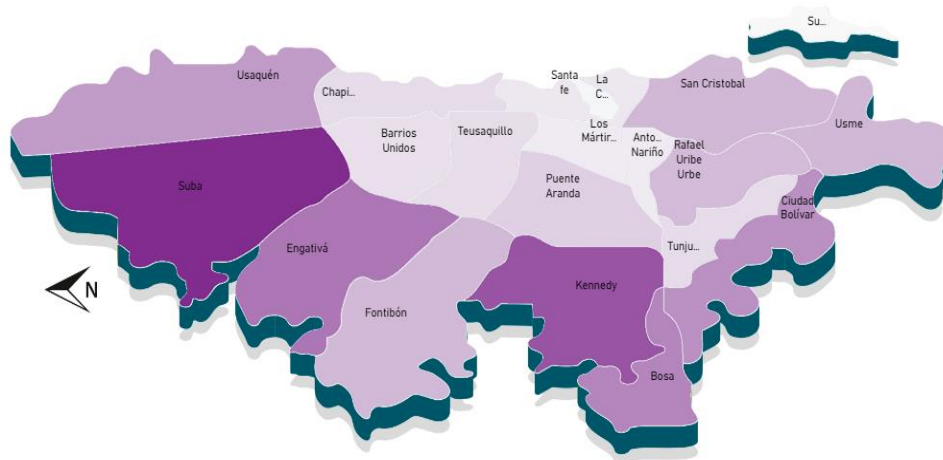 Su...
Usaquén
Chapi...
Santa
fe
La
C...
San Cristobal
Barrios
Unidos
Teusaquillo
Los
Mártir...
Anto...
Nariño
Rafael
Uribe
Urbe
Usme
Suba
Puente
Aranda
Ciudad
Bolívar
Engativá
Tunju...
Kennedy
Fontibón
Bosa
N